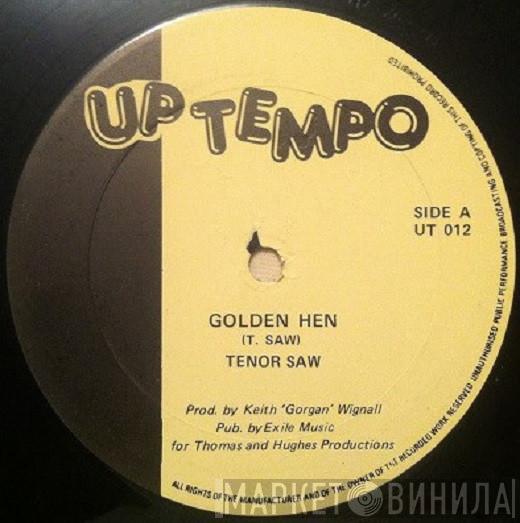 UP TEMPO
SIDE A
UT 012
GOLDEN HEN
(T. SAW)
TENOR SAW
Prod. by Keith 'Gorgan' Wignall
Pub. by Exile Music
for Thomas and Hughes Productions
ALL RIGHTS OF THE MANUFACTURER AND OF THE OWNER OF THE RECORDED WORK RESERVED UNAUTHORISED PUBLIC PERFORMANCE BROADCASTING AND COPYING OF THIS RECORD PROHIBITED
МАРКЕТ ВИНИЛА